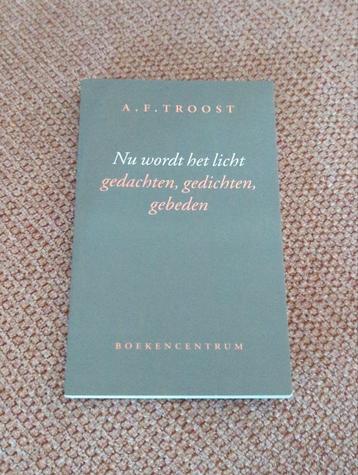 A. F. TROOST
Nu wordt het licht
gedachten, gedichten,
gebeden
BOEKENCENTRUM